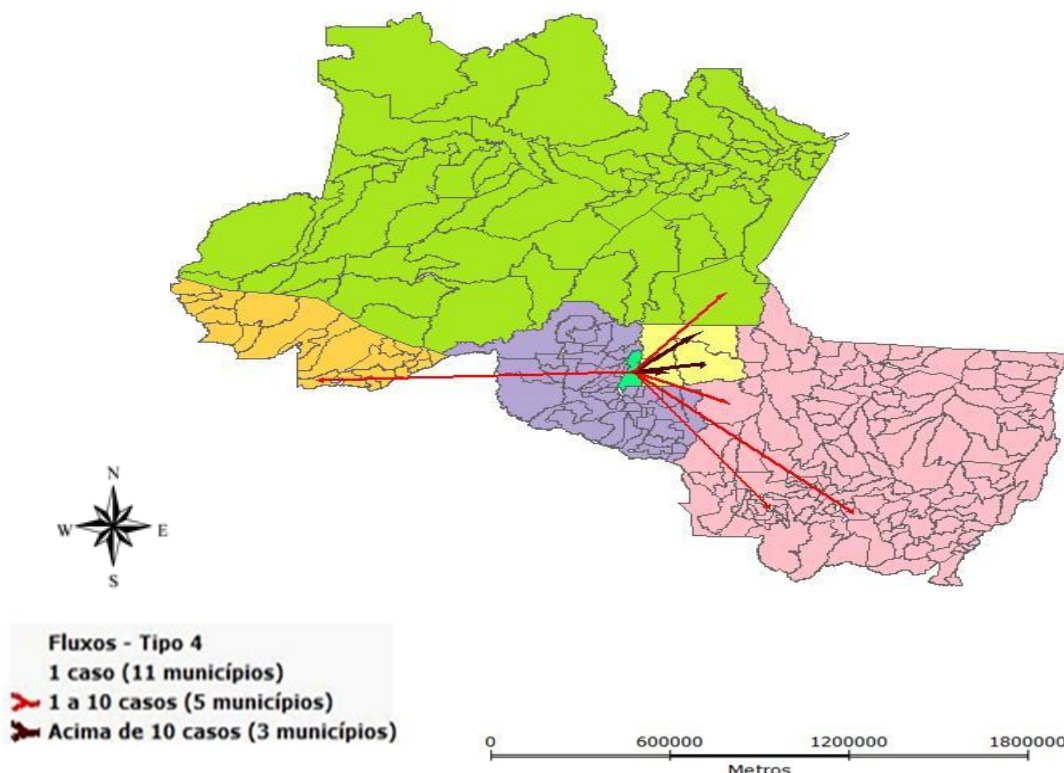 N
W E
S
Fluxos - Tipo 4
1 caso (11 municípios)
1 a 10 casos (5 municípios)
Acima de 10 casos (3 municípios)
0 600000 1200000 1800000
Metros